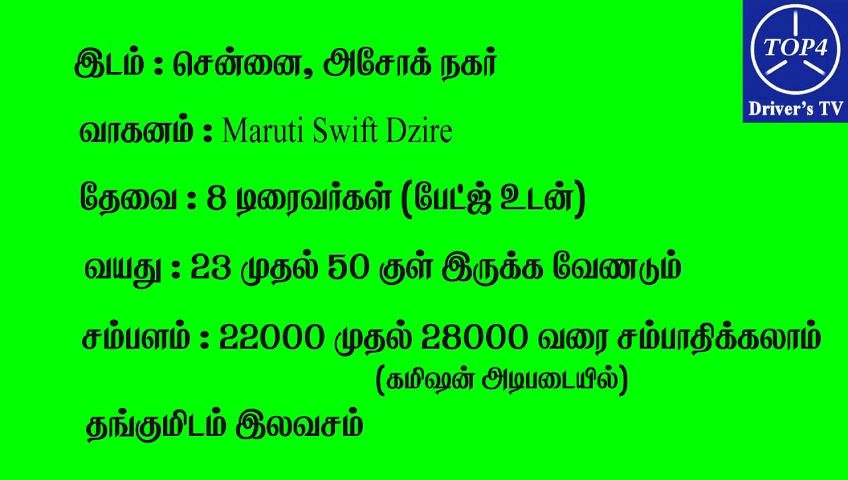 இடம் : சென்னை, அசோக் நகர்
வாகனம் : Maruti Swift Dzire
தேவை : 8 டிரைவர்கள் (பேட்ஜ் உடன்)
வயது : 23 முதல் 50 குள் இருக்க வேணடும்
சம்பளம் : 22000 முதல் 28000 வரை சம்பாதிக்கலாம்
(கமிஷன் அடிபடையில்)
தங்குமிடம் இலவசம்
TOP4
Driver's TV